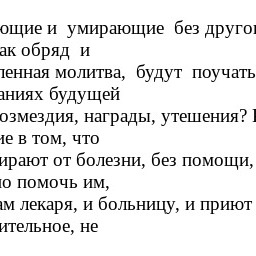 ющие и умирающие без другог
ак обряд и
ленная молитва, будут поучать
аниях будущей
озмездия, награды, утешения?
ие в том, что
ирают от болезни, без помощи,
но помочь им,
ам лекаря, и больницу, и приют
ительное, не